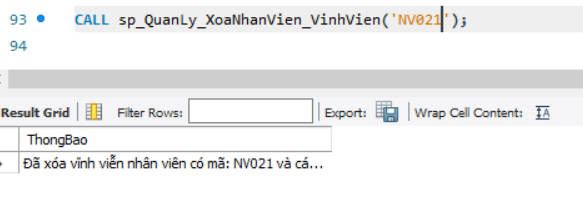 93 CALL sp_QuanLy_XoaNhanVien_VinhVien('NV021');
94
Result Grid Filter Rows: Export: Wrap Cell Content: IA
ThongBao
Đã xóa vĩnh viễn nhân viên có mã: NV021 và cá...